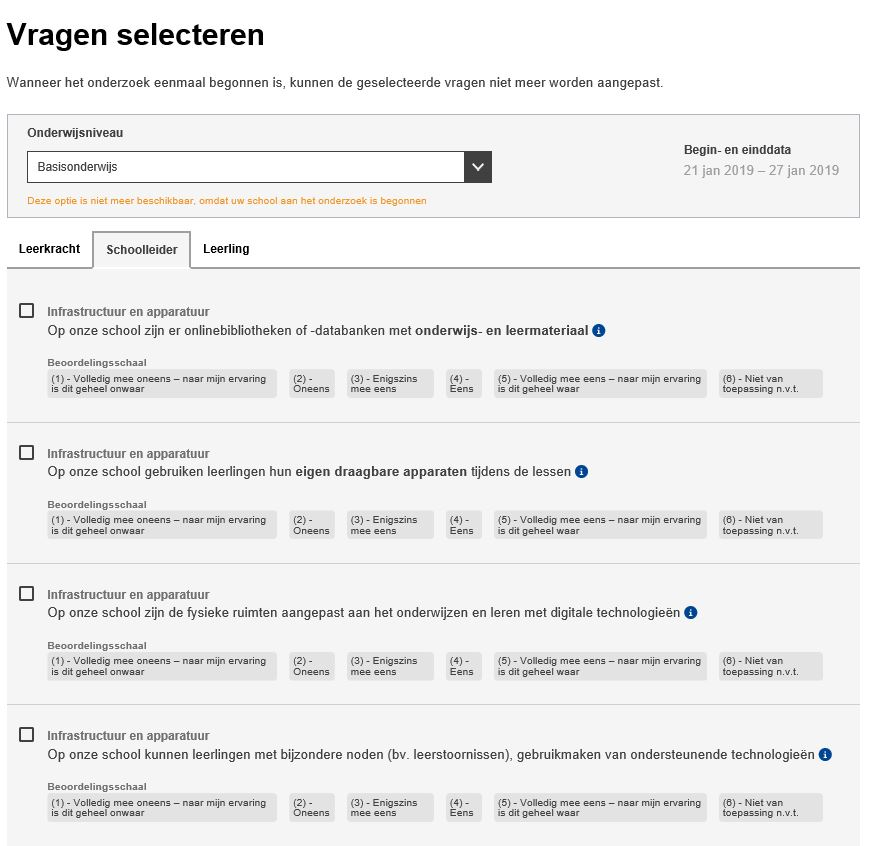 Vragen selecteren
Wanneer het onderzoek eenmaal begonnen is, kunnen de geselecteerde vragen niet meer worden aangepast.
Onderwijsniveau
Basisonderwijs
Deze optie is niet meer beschikbaar, omdat uw school aan het onderzoek is begonnen
Begin- en einddata
21 jan 2019 – 27 jan 2019
Leerkracht Schoolleider Leerling
Infrastructuur en apparatuur
Op onze school zijn er onlinebibliotheken of -databanken met onderwijs- en leermateriaal
Beoordelingsschaal
(1) - Volledig mee oneens – naar mijn ervaring (2) - (3) - Enigszins (4) - (5) - Volledig mee eens – naar mijn ervaring (6) - Niet van
is dit geheel onwaar Oneens mee eens Eens is dit geheel waar toepassing n.v.t.
Infrastructuur en apparatuur
Op onze school gebruiken leerlingen hun eigen draagbare apparaten tijdens de lessen
Beoordelingsschaal
(1) - Volledig mee oneens – naar mijn ervaring (2) - (3) - Enigszins (4) - (5) - Volledig mee eens – naar mijn ervaring (6) - Niet van
is dit geheel onwaar Oneens mee eens Eens is dit geheel waar toepassing n.v.t.
Infrastructuur en apparatuur
Op onze school zijn de fysieke ruimten aangepast aan het onderwijzen en leren met digitale technologieën
Beoordelingsschaal
(1) - Volledig mee oneens – naar mijn ervaring (2) - (3) - Enigszins (4) - (5) - Volledig mee eens – naar mijn ervaring (6) - Niet van
is dit geheel onwaar Oneens mee eens Eens is dit geheel waar toepassing n.v.t.
Infrastructuur en apparatuur
Op onze school kunnen leerlingen met bijzondere noden (bv. leerstoornissen), gebruikmaken van ondersteunende technologieën
Beoordelingsschaal
(1) - Volledig mee oneens – naar mijn ervaring (2) - (3) - Enigszins (4) - (5) - Volledig mee eens – naar mijn ervaring (6) - Niet van
is dit geheel onwaar Oneens mee eens Eens is dit geheel waar toepassing n.v.t.